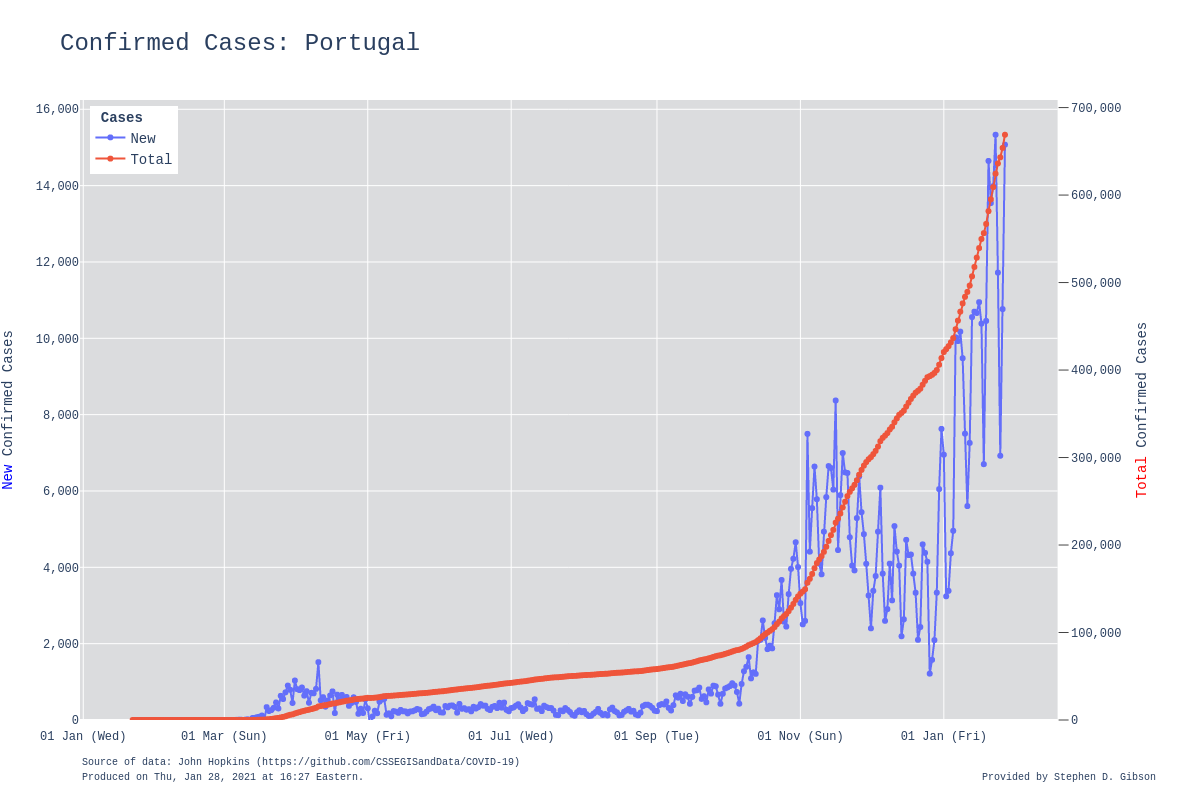 Confirmed Cases: Portugal
Cases
New
Total
16,000
14,000
12,000
10,000
8,000
6,000
4,000
2,000
0
New Confirmed Cases
700,000
600,000
500,000
400,000
300,000
200,000
100,000
0
Total Confirmed Cases
01 Jan (Wed) 01 Mar (Sun) 01 May (Fri) 01 Jul (Wed) 01 Sep (Tue) 01 Nov (Sun) 01 Jan (Fri)
Source of data: John Hopkins (https://github.com/CSSEGISandData/COVID-19)
Produced on Thu, Jan 28, 2021 at 16:27 Eastern.
Provided by Stephen D. Gibson